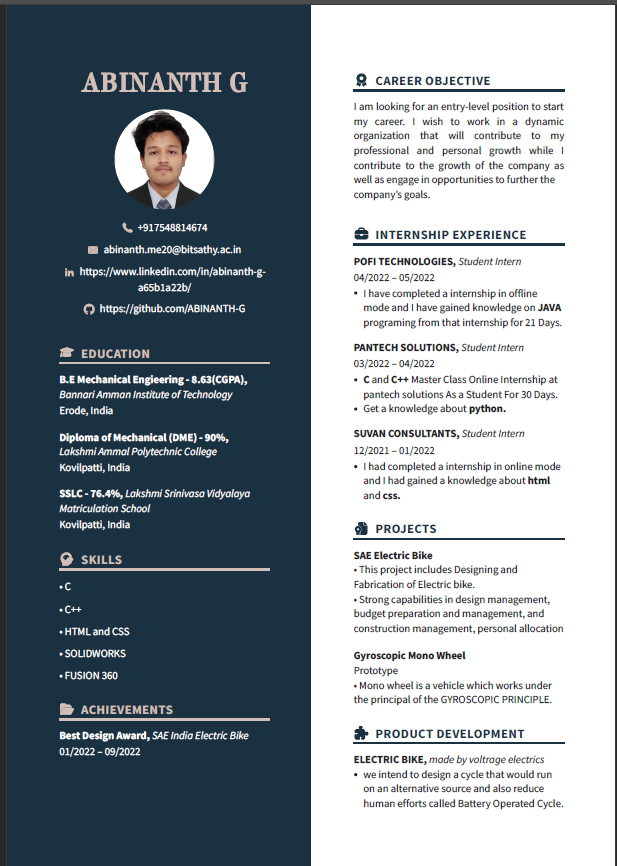 ABINANTH G
+917548814674
abinanth.me20@bitsathy.ac.in
https://www.linkedin.com/in/abinanth-g-
a65b1a22b/
https://github.com/ABINANTH-G
EDUCATION
B.E Mechanical Engieering - 8.63(CGPA),
Bannari Amman Institute of Technology
Erode, India
Diploma of Mechanical (DME) - 90%,
Lakshmi Ammal Polytechnic College
Kovilpatti, India
SSLC - 76.4%, Lakshmi Srinivasa Vidyalaya
Matriculation School
Kovilpatti, India
SKILLS
• C
• C++
• HTML and CSS
• SOLIDWORKS
• FUSION 360
ACHIEVEMENTS
Best Design Award, SAE India Electric Bike
01/2022 – 09/2022
CAREER OBJECTIVE
I am looking for an entry-level position to start
my career. I wish to work in a dynamic
organization that will contribute to my
professional and personal growth while I
contribute to the growth of the company as
well as engage in opportunities to further the
company's goals.
INTERNSHIP EXPERIENCE
POFI TECHNOLOGIES, Student Intern
04/2022 – 05/2022
• I have completed a internship in offline
mode and I have gained knowledge on JAVA
programing from that internship for 21 Days.
PANTECH SOLUTIONS, Student Intern
03/2022 – 04/2022
• C and C++ Master Class Online Internship at
pantech solutions As a Student For 30 Days.
• Get a knowledge about python.
SUVAN CONSULTANTS, Student Intern
12/2021 – 01/2022
• I had completed a internship in online mode
and I had gained a knowledge about html
and css.
PROJECTS
SAE Electric Bike
• This project includes Designing and
Fabrication of Electric bike.
• Strong capabilities in design management,
budget preparation and management, and
construction management, personal allocation
Gyroscopic Mono Wheel
Prototype
• Mono wheel is a vehicle which works under
the principal of the GYROSCOPIC PRINCIPLE.
PRODUCT DEVELOPMENT
ELECTRIC BIKE, made by voltrage electrics
• we intend to design a cycle that would run
on an alternative source and also reduce
human efforts called Battery Operated Cycle.